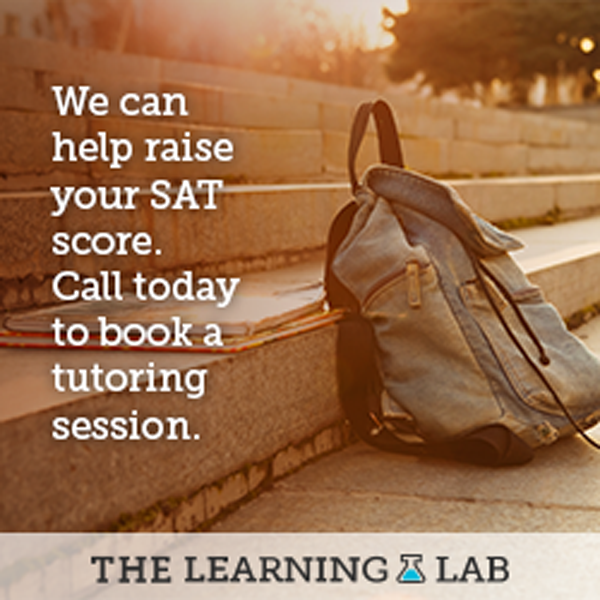 We can
help raise
your SAT
score.
Call today
to book a
tutoring
session.
THE LEARNING LAB